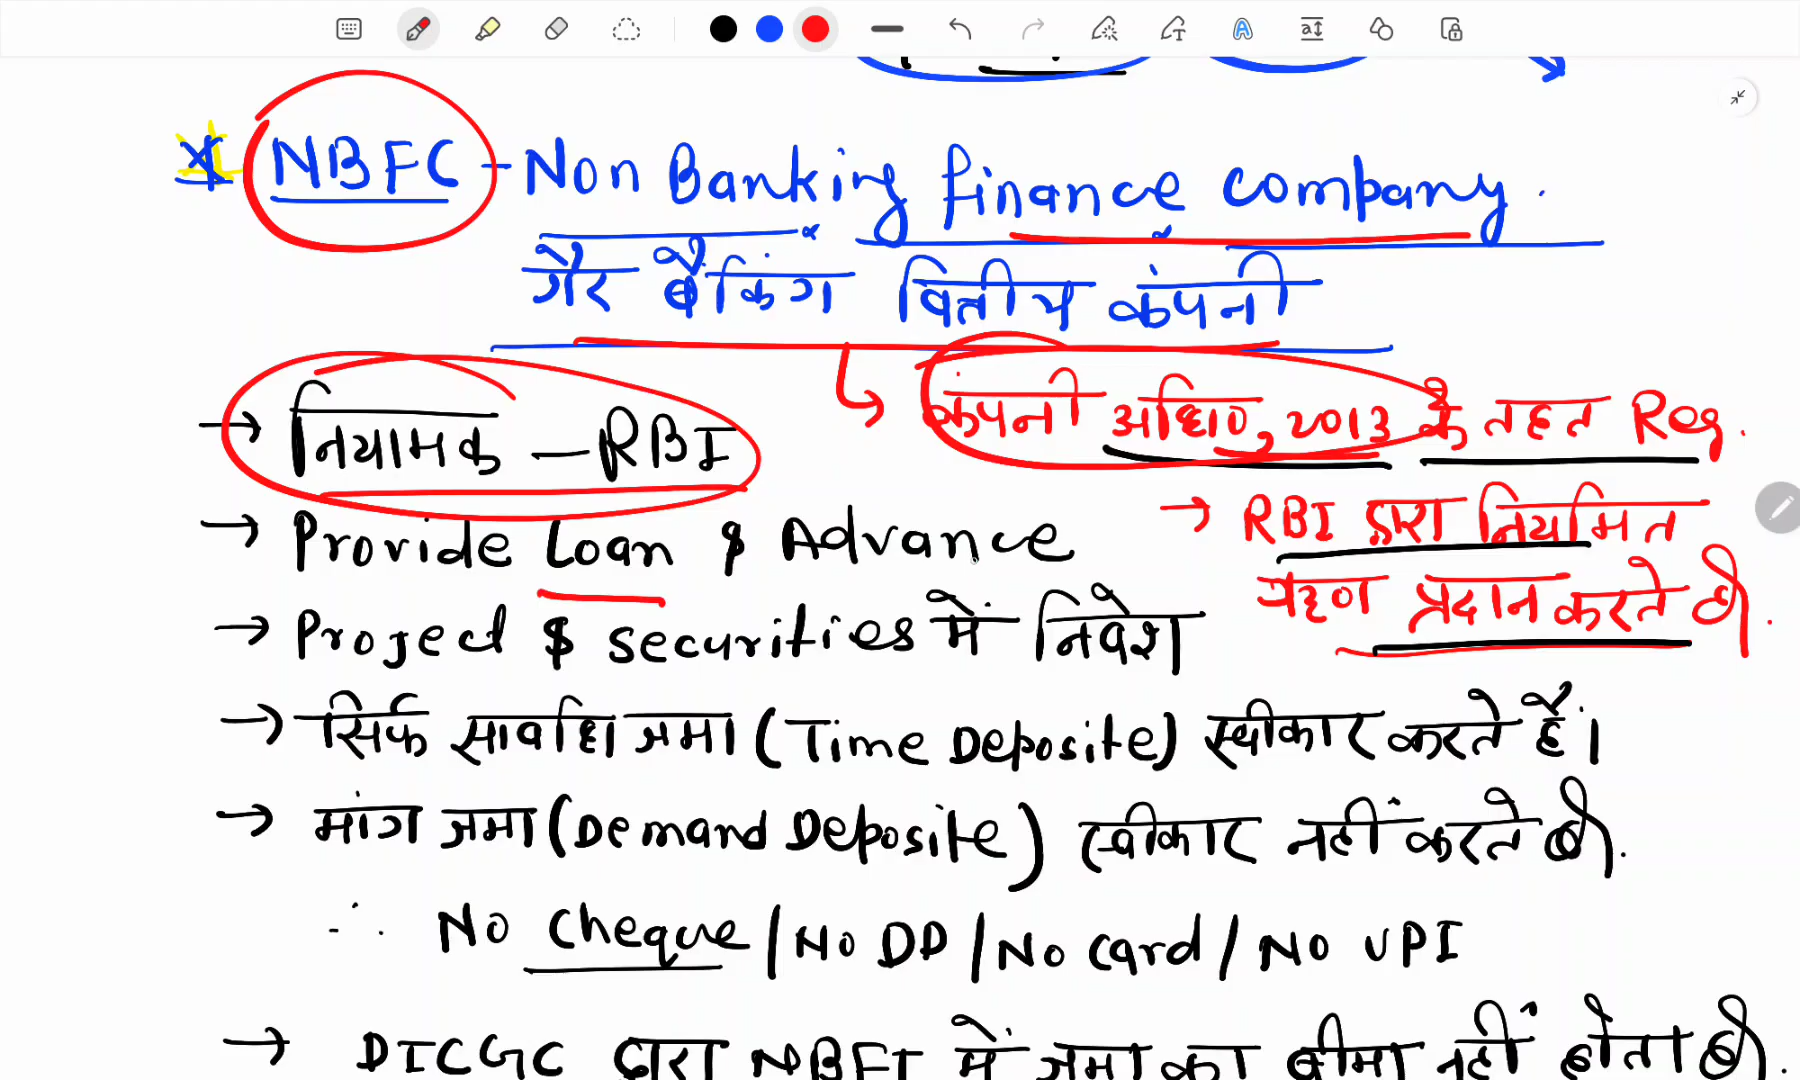 * NBFC - Non Banking finance company.
गैर बैंकिंग वित्तीय कंपनी
→ नियामक — RBI
↳ कंपनी अधि०, 2013 के तहत Reg.
→ RBI द्वारा नियमित
ऋण प्रदान करते है.
→ Provide Loan & Advance
→ Project & securities में निवेश
→ सिर्फ सावधि जमा (Time Deposite) स्वीकार करते हैं।
→ मांग जमा (Demand Deposite) स्वीकार नहीं करते है.
∴ No cheque / No DD / No card / No UPI
→ DICGC द्वारा NBFI में जमा का बीमा नहीं होता है.